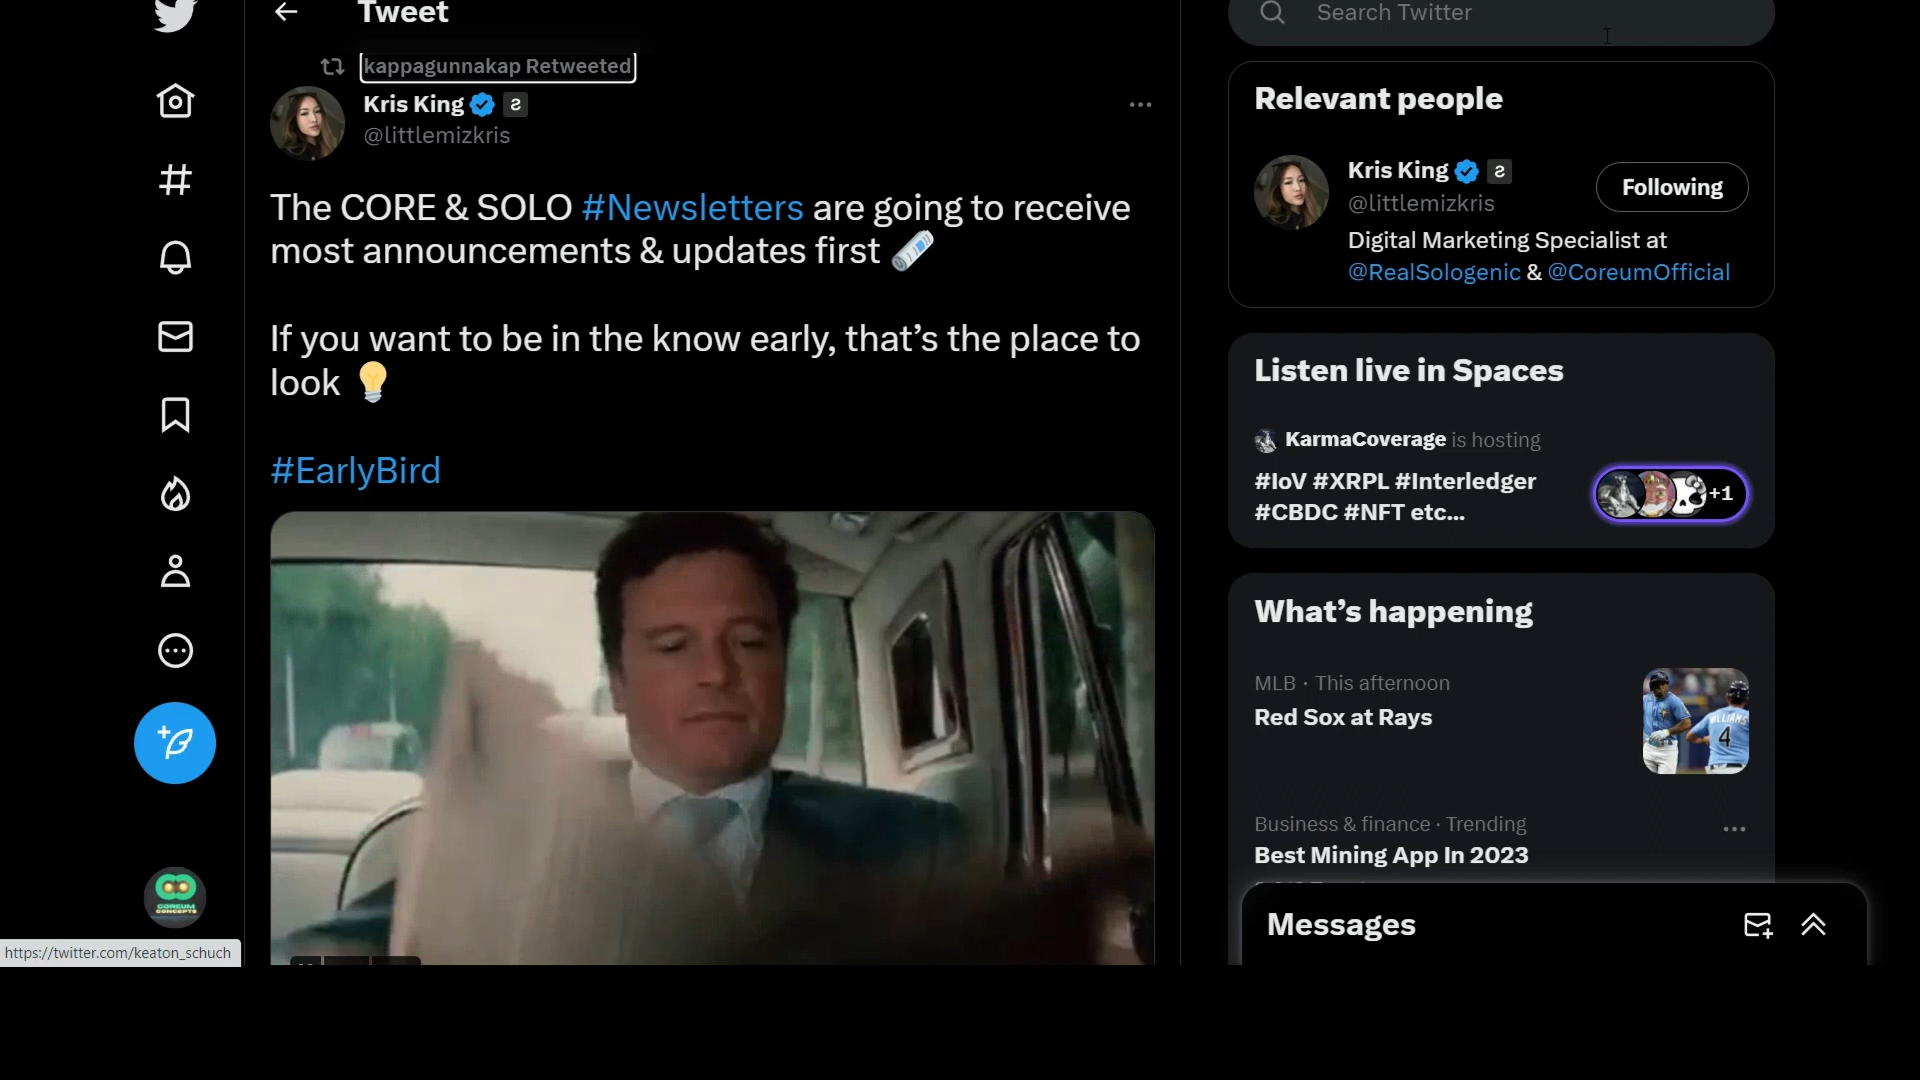 Tweet
kappagunnakap Retweeted
Kris King
@littlemizkris
The CORE & SOLO #Newsletters are going to receive
most announcements & updates first
If you want to be in the know early, that’s the place to
look
#EarlyBird
Search Twitter
Relevant people
Kris King
@littlemizkris
Following
Digital Marketing Specialist at
@RealSologenic & @CoreumOfficial
Listen live in Spaces
KarmaCoverage is hosting
#IoV #XRPL #Interledger
#CBDC #NFT etc...
+1
What’s happening
MLB · This afternoon
Red Sox at Rays
WILLIAMS
4
Business & finance · Trending
Best Mining App In 2023
Messages
COREUM
CONCEPTS
https://twitter.com/keaton_schuch